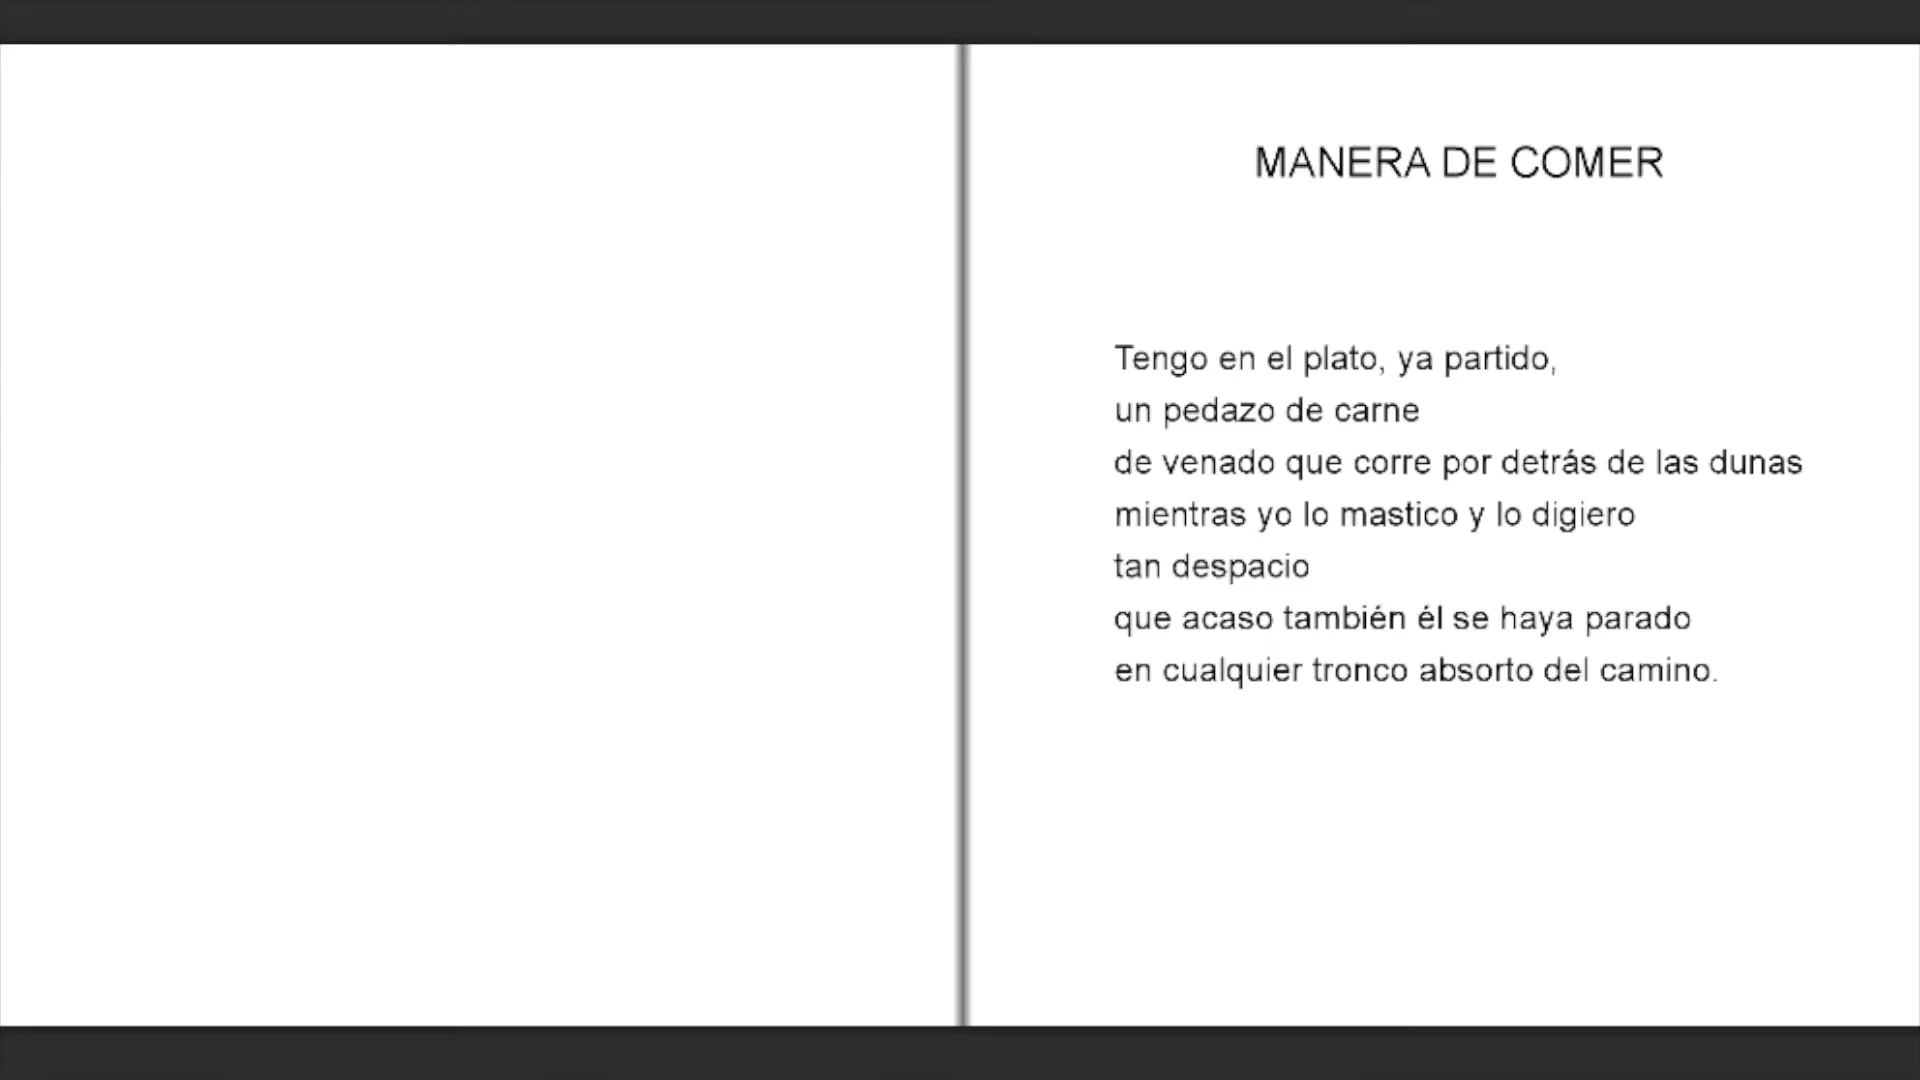 MANERA DE COMER
Tengo en el plato, ya partido,
un pedazo de carne
de venado que corre por detrás de las dunas
mientras yo lo mastico y lo digiero
tan despacio
que acaso también él se haya parado
en cualquier tronco absorto del camino.